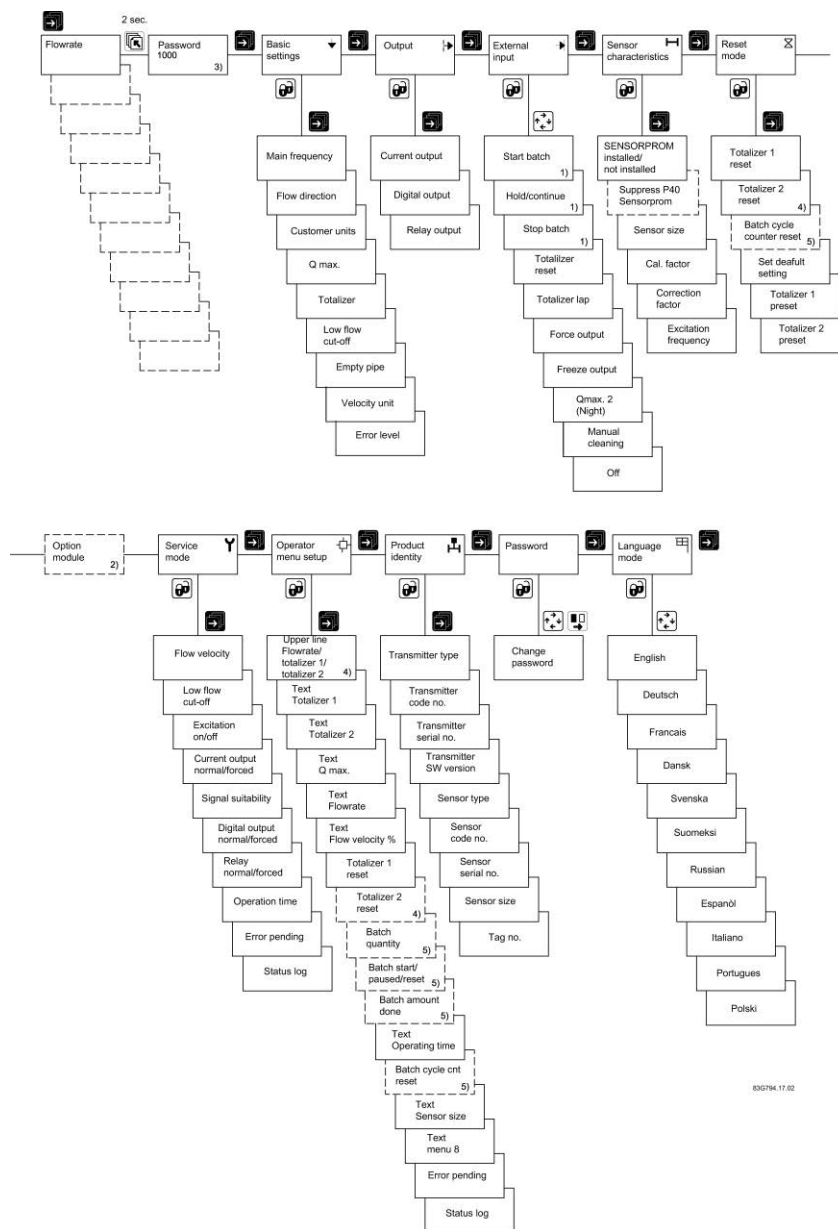 2 sec.
Flowrate
Password
1000
3)
Basic
settings
Output
External
input
Sensor
characteristics
Reset
mode
Main frequency
Flow direction
Customer units
Q max.
Totalizer
Low flow
cut-off
Empty pipe
Velocity unit
Error level
Current output
Digital output
Relay output
Start batch
1)
Hold/continue
1)
Stop batch
1)
Totalilzer
reset
Totalizer lap
Force output
Freeze output
Qmax. 2
(Night)
Manual
cleaning
Off
SENSORPROM
installed/
not installed
Suppress P40
Sensorprom
Sensor size
Cal. factor
Correction
factor
Excitation
frequency
Totalizer 1
reset
Totalizer 2
reset
4)
Batch cycle
counter reset
5)
Set deafult
setting
Totalizer 1
preset
Totalizer 2
preset
Option
module
2)
Service
mode
Operator
menu setup
Product
identity
Password
Language
mode
Flow velocity
Low flow
cut-off
Excitation
on/off
Current output
normal/forced
Signal suitability
Digital output
normal/forced
Relay
normal/forced
Operation time
Error pending
Status log
Upper line
Flowrate/
totalizer 1/
totalizer 2
4)
Text
Totalizer 1
Text
Totalizer 2
Text
Q max.
Text
Flowrate
Text
Flow velocity %
Totalizer 1
reset
Totalizer 2
reset
4)
Batch
quantity
5)
Batch start/
paused/reset
5)
Batch amount
done
5)
Text
Operating time
Batch cycle cnt
reset
5)
Text
Sensor size
Text
menu 8
Error pending
Status log
Transmitter type
Transmitter
code no.
Transmitter
serial no.
Transmitter
SW version
Sensor type
Sensor
code no.
Sensor
serial no.
Sensor size
Tag no.
Change
password
English
Deutsch
Francais
Dansk
Svenska
Suomeksi
Russian
Espanòl
Italiano
Portugues
Polski
83G794.17.02